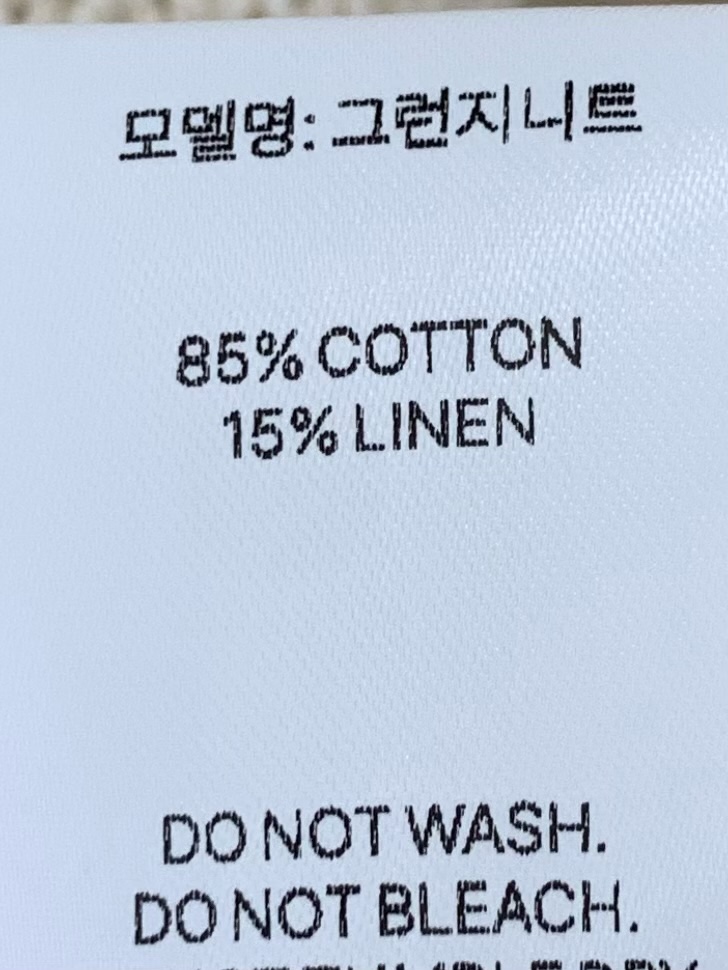 모델명: 그런지니트
85% COTTON
15% LINEN
DO NOT WASH.
DO NOT BLEACH.